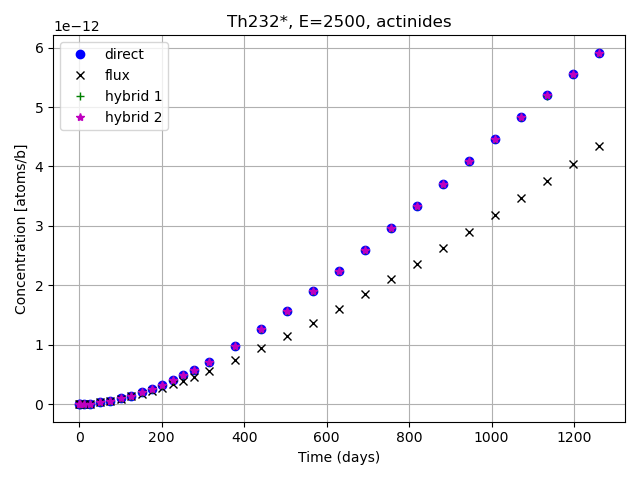 Th232*, E=2500, actinides
1e−12
direct
flux
hybrid 1
hybrid 2
6
5
4
3
2
1
0
Concentration [atoms/b]
0 200 400 600 800 1000 1200
Time (days)